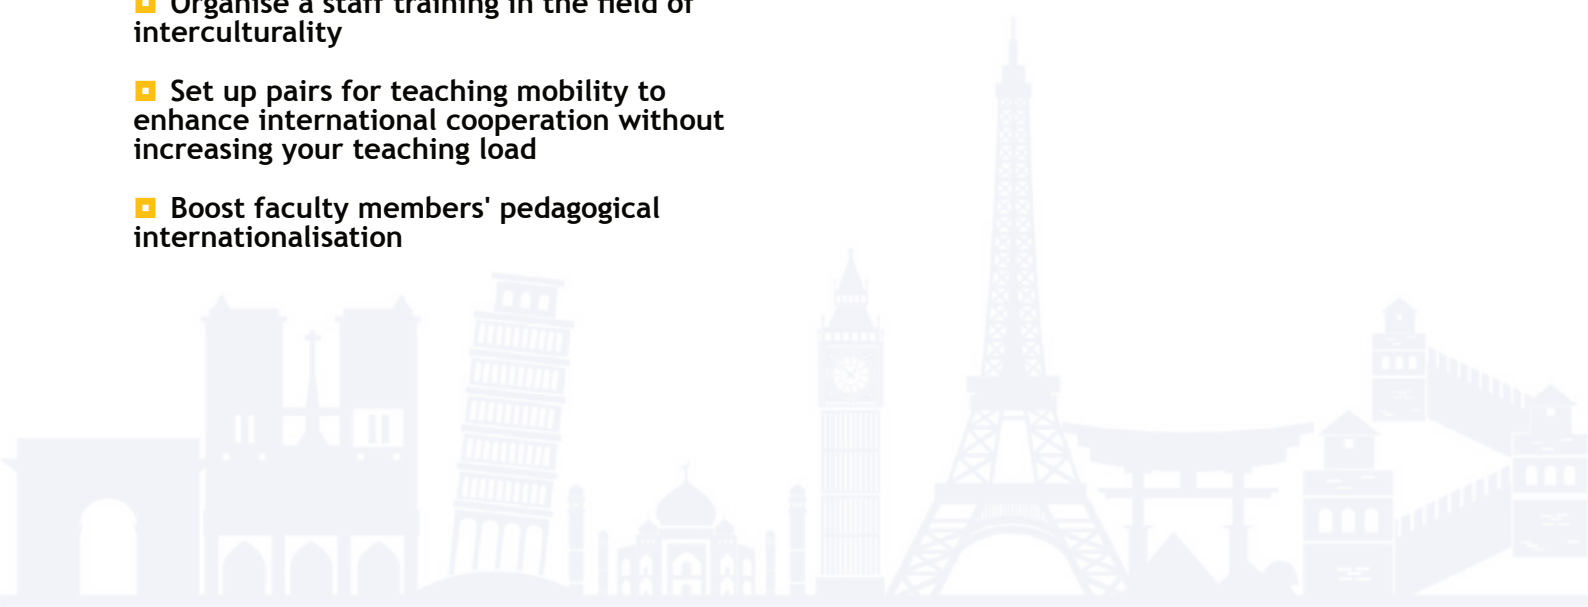 Organise a staff training in the field of
interculturality
Set up pairs for teaching mobility to
enhance international cooperation without
increasing your teaching load
Boost faculty members' pedagogical
internationalisation